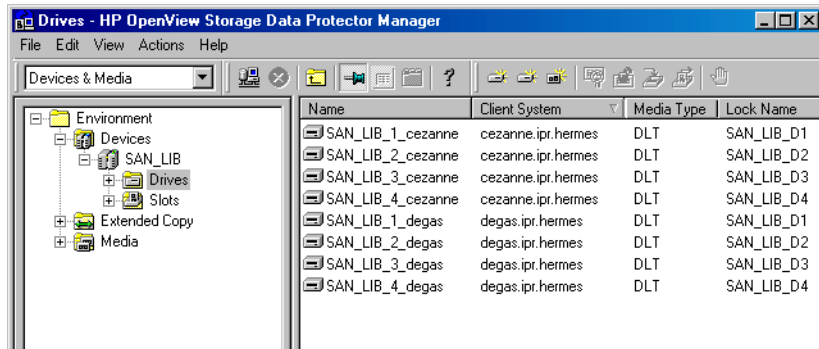 Drives - HP OpenView Storage Data Protector Manager
File Edit View Actions Help
Devices & Media
Environment
Devices
SAN_LIB
Drives
Slots
Extended Copy
Media
Name Client System Media Type Lock Name
SAN_LIB_1_cezanne cezanne.ipr.hermes DLT SAN_LIB_D1
SAN_LIB_2_cezanne cezanne.ipr.hermes DLT SAN_LIB_D2
SAN_LIB_3_cezanne cezanne.ipr.hermes DLT SAN_LIB_D3
SAN_LIB_4_cezanne cezanne.ipr.hermes DLT SAN_LIB_D4
SAN_LIB_1_degas degas.ipr.hermes DLT SAN_LIB_D1
SAN_LIB_2_degas degas.ipr.hermes DLT SAN_LIB_D2
SAN_LIB_3_degas degas.ipr.hermes DLT SAN_LIB_D3
SAN_LIB_4_degas degas.ipr.hermes DLT SAN_LIB_D4